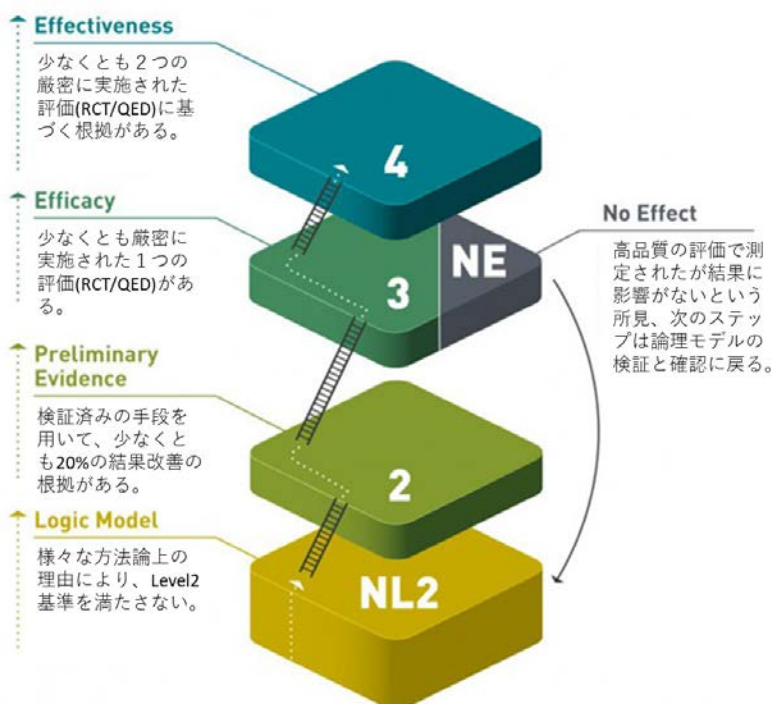 Effectiveness
少なくとも２つの
厳密に実施された
評価(RCT/QED)に基
づく根拠がある。
4
Efficacy
少なくとも厳密に
実施された１つの
評価(RCT/QED)があ
る。
3
NE
No Effect
高品質の評価で測
定されたが結果に
影響がないという
所見、次のステッ
プは論理モデルの
検証と確認に戻る。
Preliminary
Evidence
検証済みの手段を
用いて、少なくと
も20%の結果改善の
根拠がある。
2
Logic Model
様々な方法論上の
理由により、Level2
基準を満たさない。
NL2